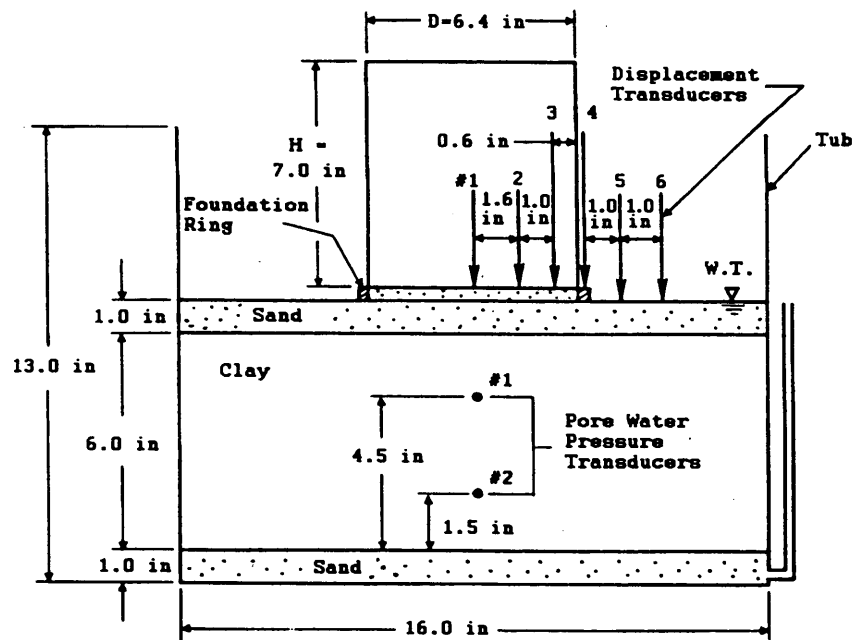 D=6.4 in
Displacement
Transducers
3
4
H =
7.0 in
0.6 in
Tub
#1
2
5
6
Foundation
Ring
1.6
in
1.0
in
1.0
in
1.0
in
W.T.
1.0 in
Sand
13.0 in
Clay
#1
6.0 in
4.5 in
Pore Water
Pressure
Transducers
#2
1.5 in
1.0 in
Sand
16.0 in